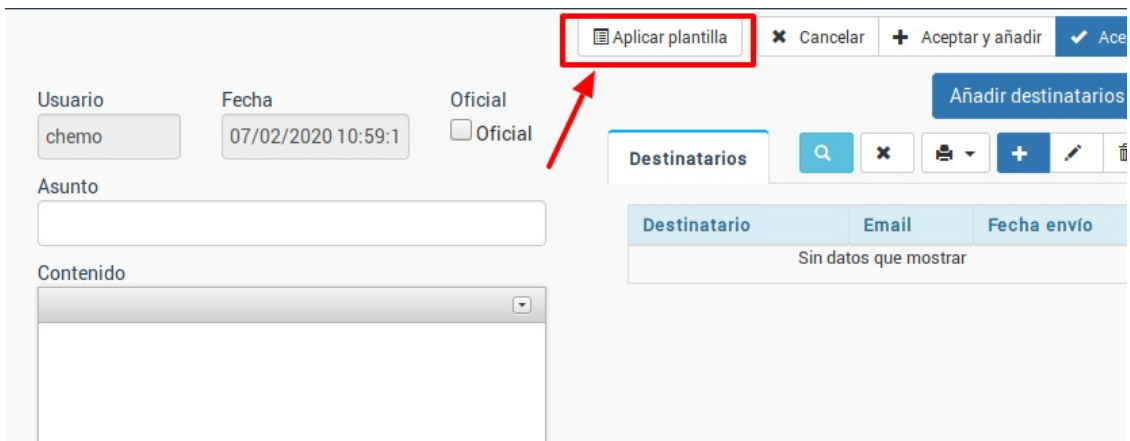 Aplicar plantilla
Cancelar
Aceptar y añadir
Añadir destinatarios
Usuario
Fecha
Oficial
chemo
07/02/2020 10:59:1
Oficial
Destinatarios
Asunto
Destinatario
Email
Fecha envío
Sin datos que mostrar
Contenido